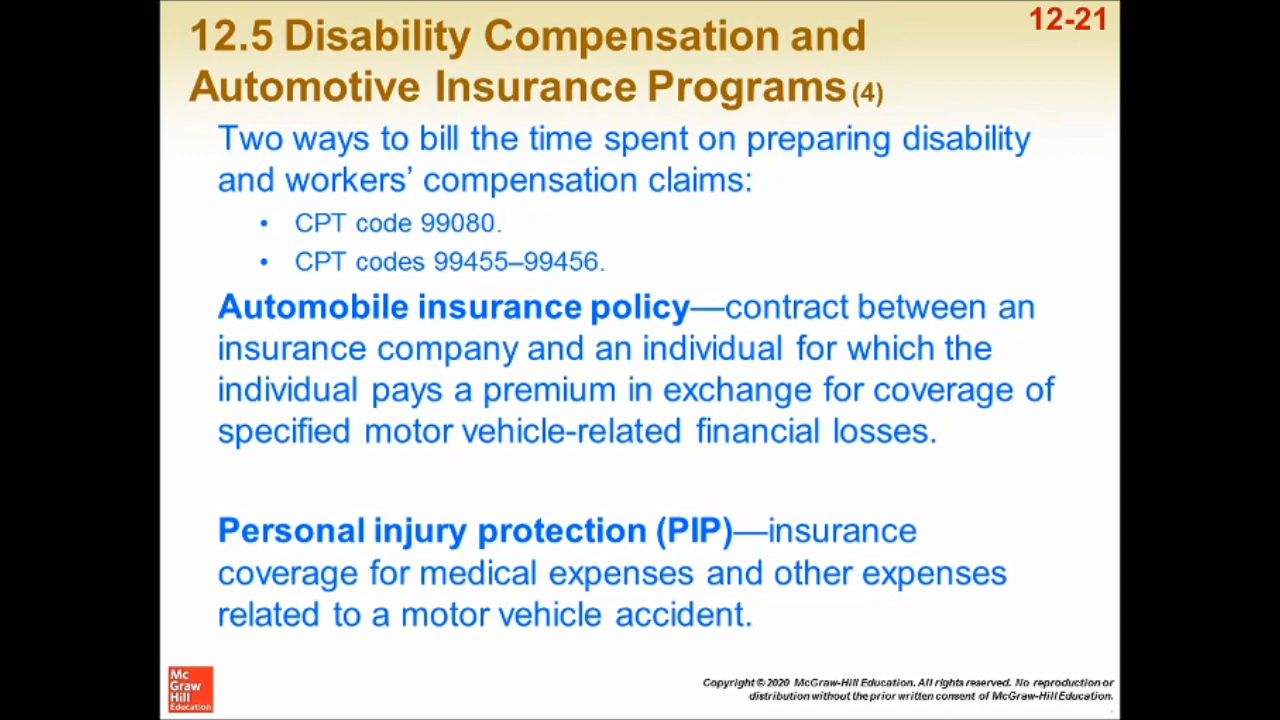 12-21
12.5 Disability Compensation and
Automotive Insurance Programs (4)
Two ways to bill the time spent on preparing disability
and workers’ compensation claims:
• CPT code 99080.
• CPT codes 99455–99456.
Automobile insurance policy—contract between an
insurance company and an individual for which the
individual pays a premium in exchange for coverage of
specified motor vehicle-related financial losses.
Personal injury protection (PIP)—insurance
coverage for medical expenses and other expenses
related to a motor vehicle accident.
Mc
Graw
Hill
Education
Copyright © 2020 McGraw-Hill Education. All rights reserved. No reproduction or
distribution without the prior written consent of McGraw-Hill Education.